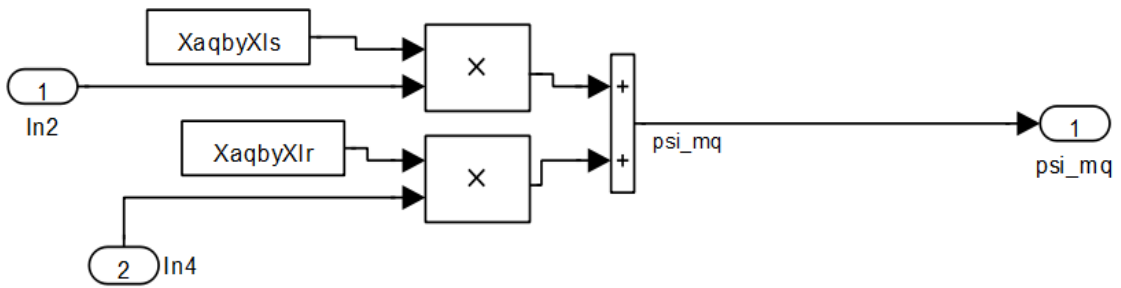 XaqbyXls
×
1
In2
+
XaqbyXlr
×
+
psi_mq
1
psi_mq
2
In4